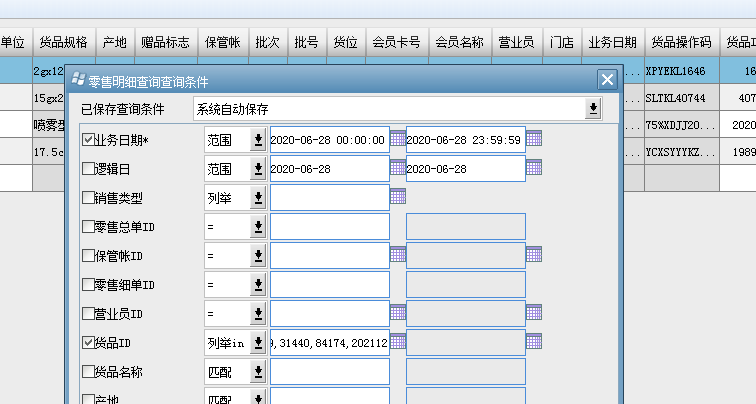 单位 货品规格 产地 赠品标志 保管帐 批次 批号 货位 会员卡号 会员名称 营业员 门店 业务日期 货品操作码
2gx12 ... XPYEKL1646 16
零售明细查询查询条件
15gx2 ... SLTKL40744 407
已保存查询条件 系统自动保存
喷雾型 ... 75%XDJJ20... 2020
业务日期* 范围 2020-06-28 00:00:00 2020-06-28 23:59:59
17.5c ... YCXSYYYKZ... 1989
逻辑日 范围 2020-06-28 2020-06-28
销售类型 列举
零售总单ID =
保管帐ID =
零售细单ID =
营业员ID =
货品ID 列举in ,31440,84174,202112
货品名称 匹配
产地 匹配